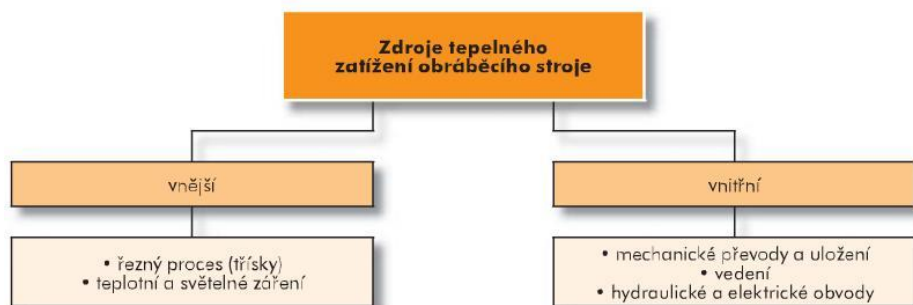 Zdroje tepelného
zatížení obráběcího stroje
vnější
• řezný proces (třísky)
• teplotní a světelné záření
vnitřní
• mechanické převody a uložení
• vedení
• hydraulické a elektrické obvody